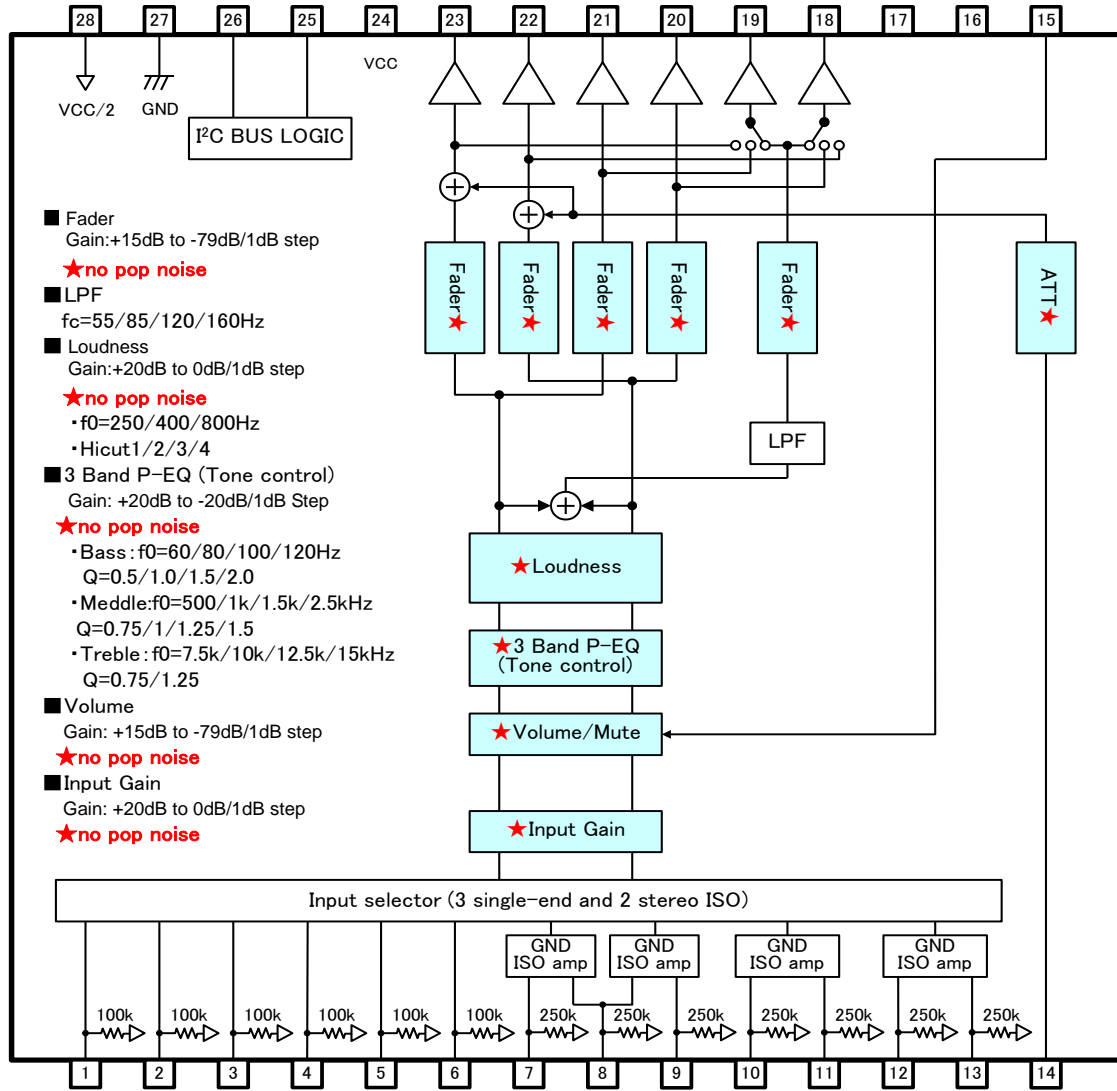 28 27 26 25 24 23 22 21 20 19 18 17 16 15
VCC
VCC/2
GND
I²C BUS LOGIC
■ Fader
Gain:+15dB to -79dB/1dB step
★no pop noise
■LPF
fc=55/85/120/160Hz
■ Loudness
Gain:+20dB to 0dB/1dB step
★no pop noise
・f0=250/400/800Hz
・Hicut1/2/3/4
■3 Band P-EQ (Tone control)
Gain: +20dB to -20dB/1dB Step
★no pop noise
・Bass:f0=60/80/100/120Hz
Q=0.5/1.0/1.5/2.0
・Meddle:f0=500/1k/1.5k/2.5kHz
Q=0.75/1/1.25/1.5
・Treble:f0=7.5k/10k/12.5k/15kHz
Q=0.75/1.25
■Volume
Gain: +15dB to -79dB/1dB step
★no pop noise
■Input Gain
Gain: +20dB to 0dB/1dB step
★no pop noise
Fader★
Fader★
Fader★
Fader★
Fader★
ATT★
LPF
★Loudness
★3 Band P-EQ
(Tone control)
★Volume/Mute
★Input Gain
Input selector (3 single-end and 2 stereo ISO)
GND
ISO amp
GND
ISO amp
GND
ISO amp
GND
ISO amp
100k 100k 100k 100k 100k 100k 250k 250k 250k 250k 250k 250k 250k
1 2 3 4 5 6 7 8 9 10 11 12 13 14